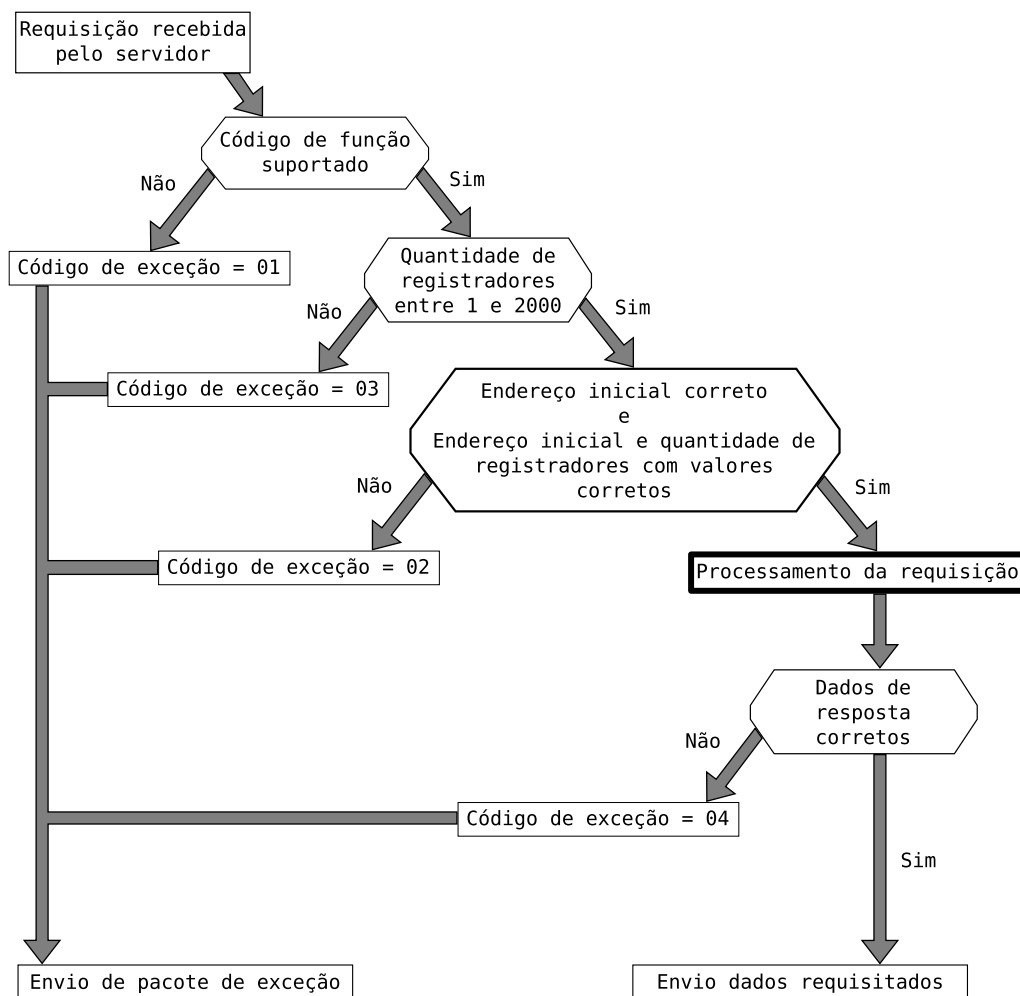 Requisição recebida
pelo servidor
Código de função
suportado
Não
Sim
Código de exceção = 01
Quantidade de
registradores
entre 1 e 2000
Não
Sim
Código de exceção = 03
Endereço inicial correto
e
Endereço inicial e quantidade de
registradores com valores
corretos
Não
Sim
Código de exceção = 02
Processamento da requisição
Dados de
resposta
corretos
Não
Código de exceção = 04
Sim
Envio de pacote de exceção
Envio dados requisitados